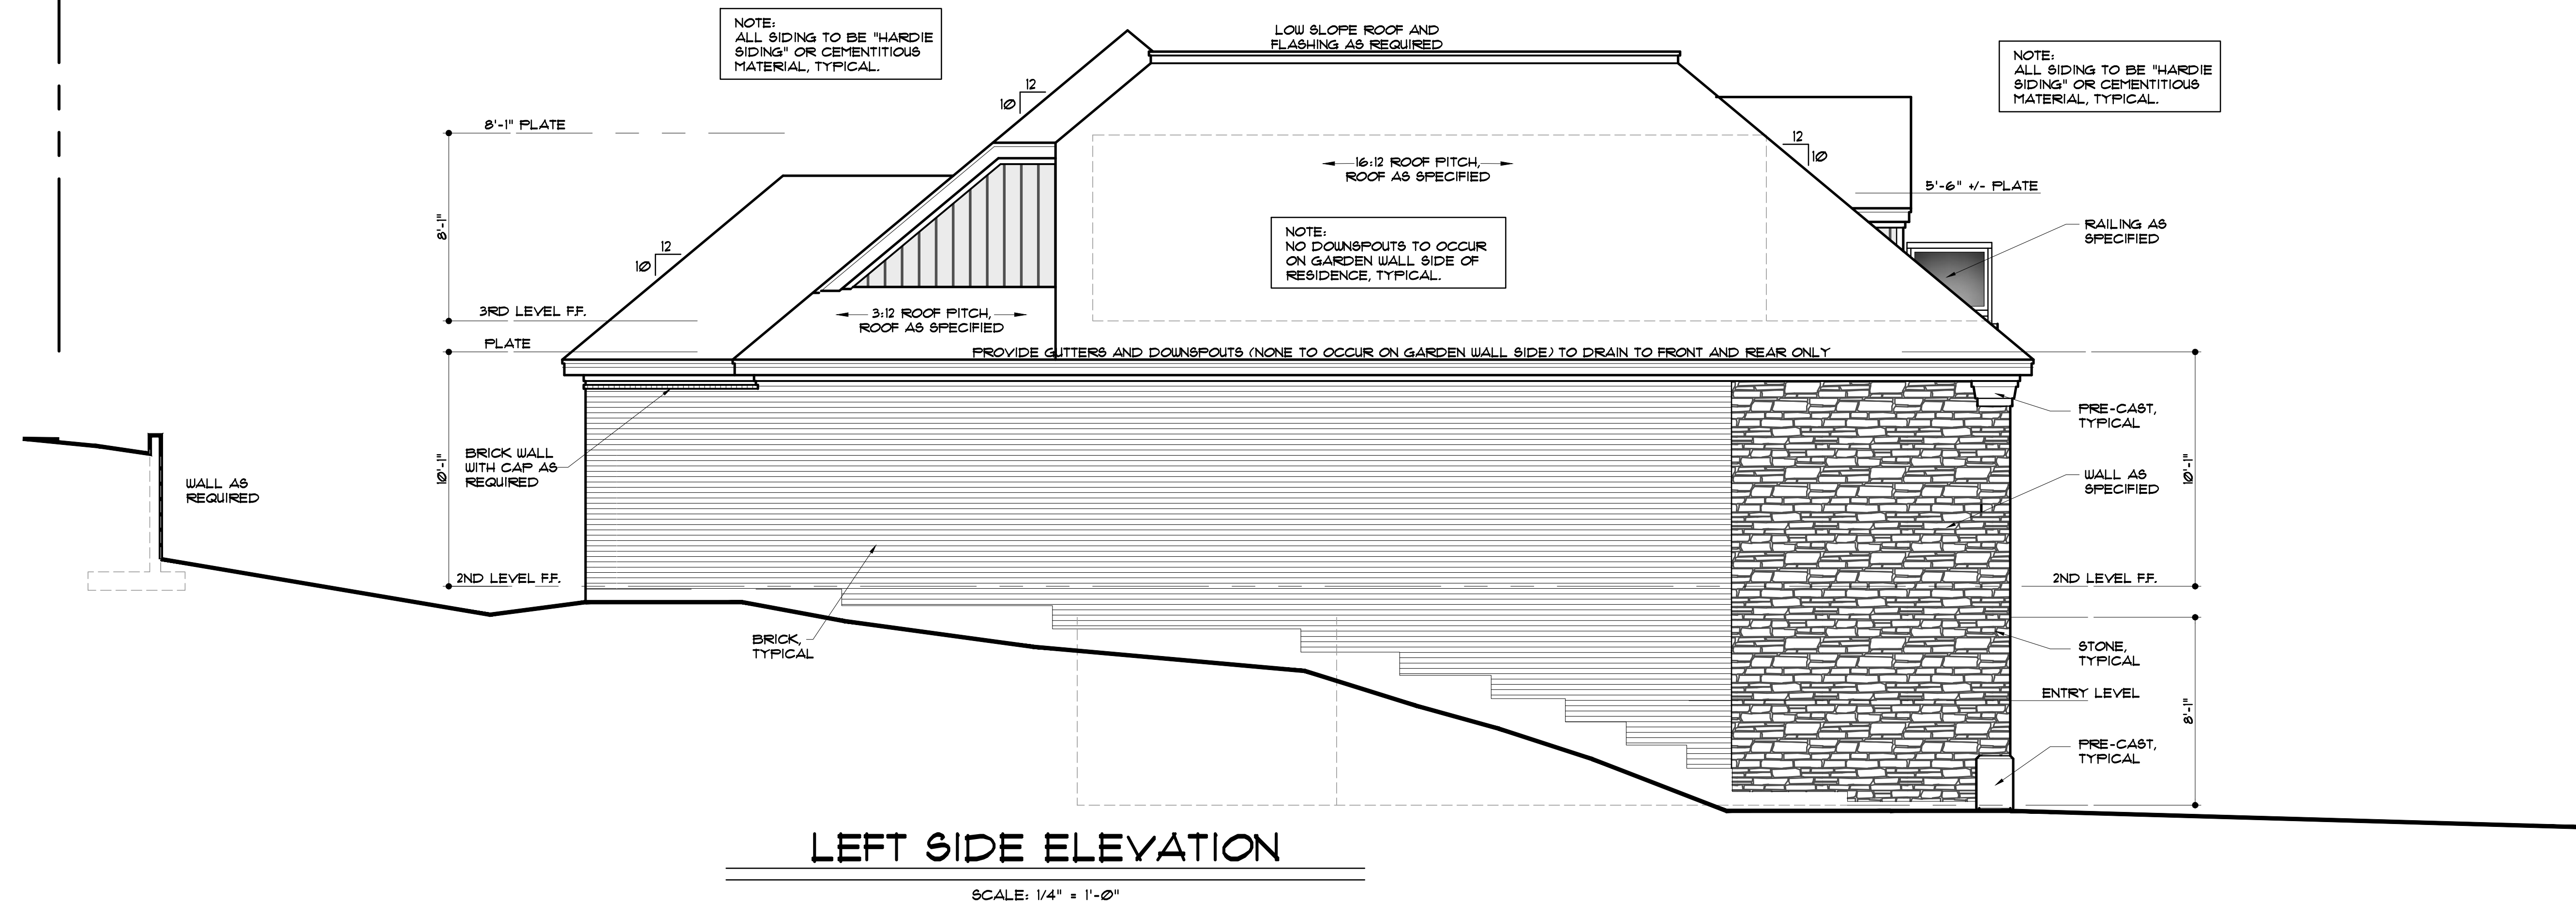 NOTE:
ALL SIDING TO BE "HARDIE
SIDING" OR CEMENTITIOUS
MATERIAL, TYPICAL.
LOW SLOPE ROOF AND
FLASHING AS REQUIRED
NOTE:
ALL SIDING TO BE "HARDIE
SIDING" OR CEMENTITIOUS
MATERIAL, TYPICAL.
12
10
8'-1" PLATE
12
10
16:12 ROOF PITCH,
ROOF AS SPECIFIED
5'-6" +/- PLATE
8'-1"
RAILING AS
SPECIFIED
NOTE:
NO DOWNSPOUTS TO OCCUR
ON GARDEN WALL SIDE OF
RESIDENCE, TYPICAL.
12
10
3RD LEVEL F.F.
3:12 ROOF PITCH,
ROOF AS SPECIFIED
PLATE
PROVIDE GUTTERS AND DOWNSPOUTS (NONE TO OCCUR ON GARDEN WALL SIDE) TO DRAIN TO FRONT AND REAR ONLY
PRE-CAST,
TYPICAL
10'-1"
BRICK WALL
WITH CAP AS
REQUIRED
WALL AS
REQUIRED
WALL AS
SPECIFIED
10'-1"
2ND LEVEL F.F.
2ND LEVEL F.F.
BRICK,
TYPICAL
STONE,
TYPICAL
ENTRY LEVEL
8'-1"
PRE-CAST,
TYPICAL
LEFT SIDE ELEVATION
SCALE: 1/4" = 1'-0"